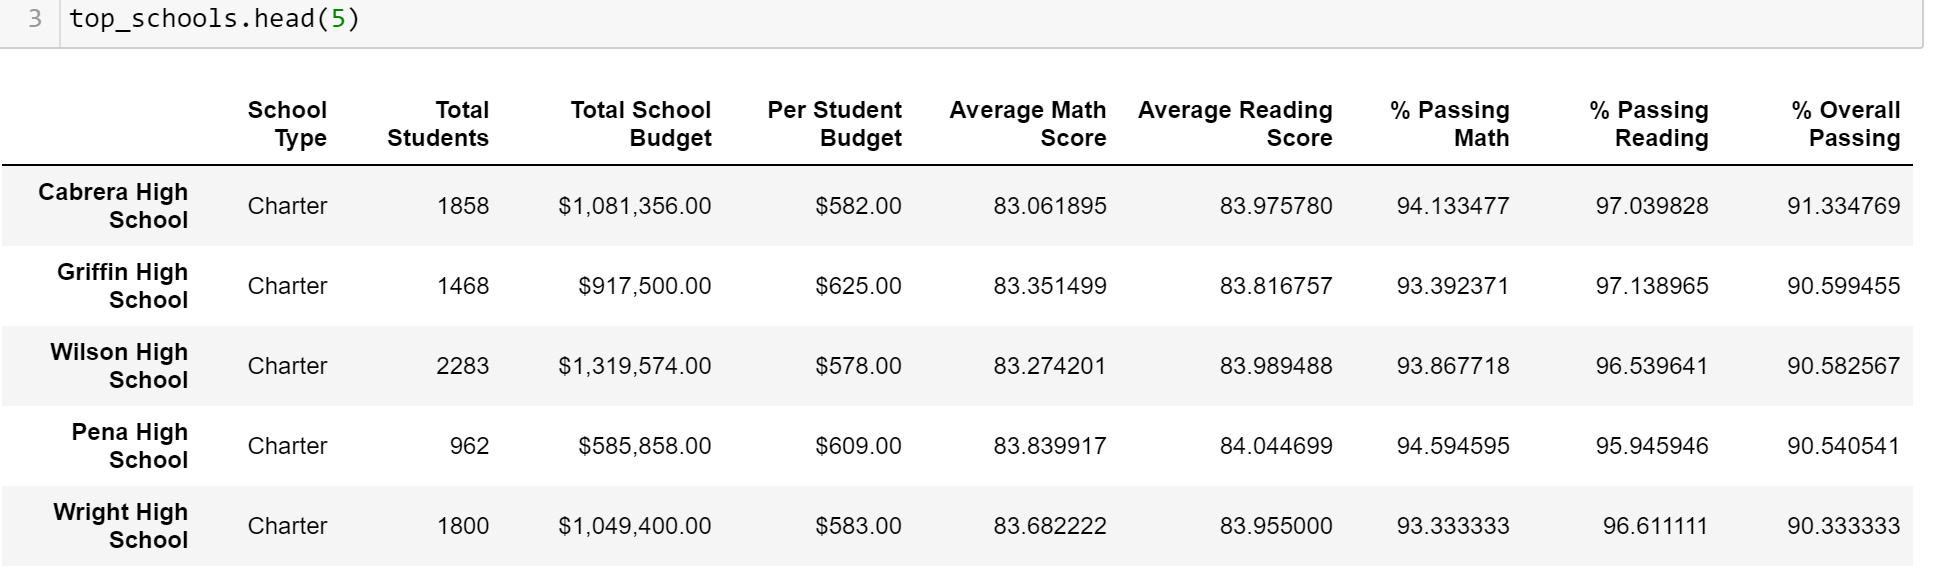 3 top_schools.head(5)
School Type Total Students Total School Budget Per Student Budget Average Math Score Average Reading Score % Passing Math % Passing Reading % Overall Passing
Cabrera High School Charter 1858 $1,081,356.00 $582.00 83.061895 83.975780 94.133477 97.039828 91.334769
Griffin High School Charter 1468 $917,500.00 $625.00 83.351499 83.816757 93.392371 97.138965 90.599455
Wilson High School Charter 2283 $1,319,574.00 $578.00 83.274201 83.989488 93.867718 96.539641 90.582567
Pena High School Charter 962 $585,858.00 $609.00 83.839917 84.044699 94.594595 95.945946 90.540541
Wright High School Charter 1800 $1,049,400.00 $583.00 83.682222 83.955000 93.333333 96.611111 90.333333